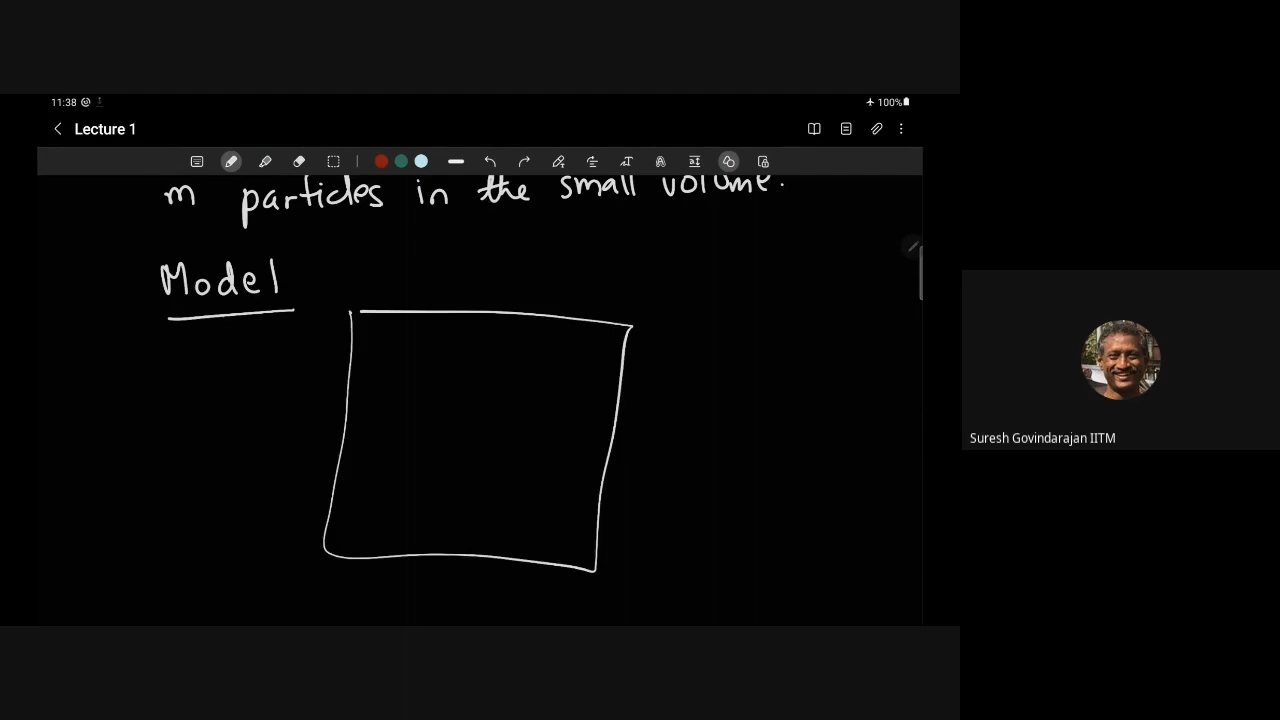 11:38
100%
Lecture 1
m particles in the small volume.
Model
Suresh Govindarajan IITM